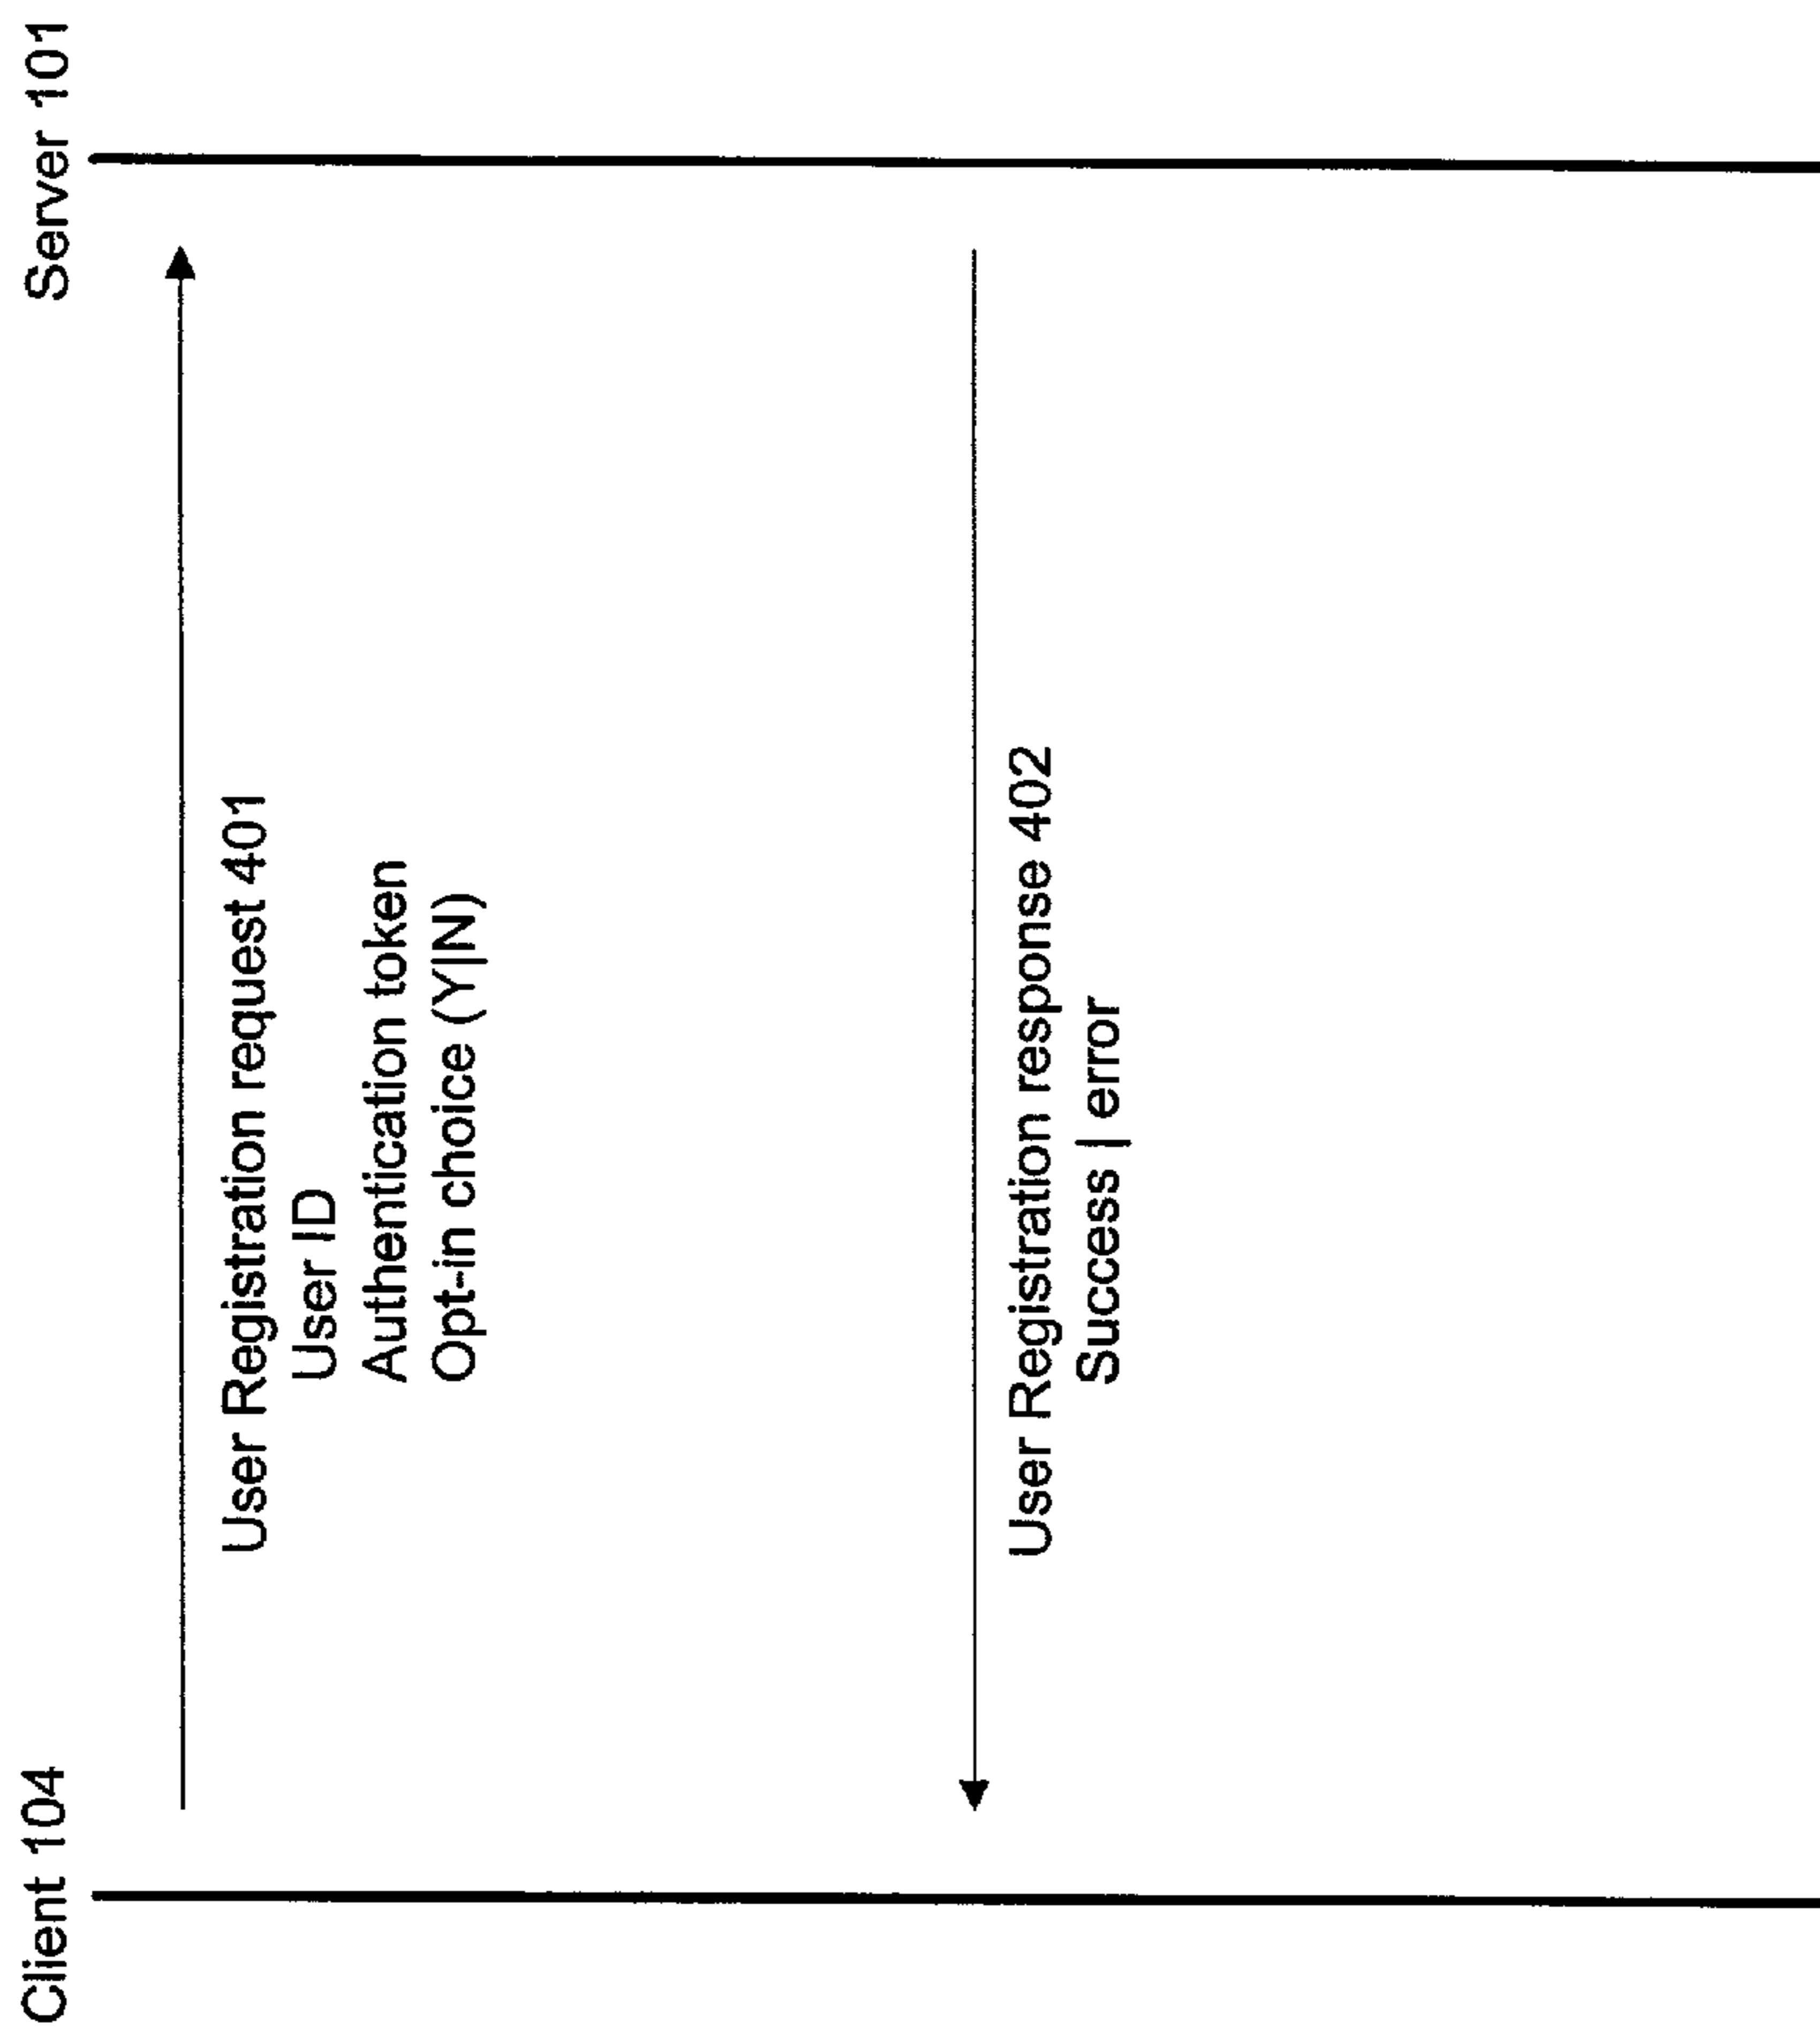 Client 104
Server 101
User Registration request 401
User ID
Authentication token
Opt-in choice (Y|N)
User Registration response 402
Success | error